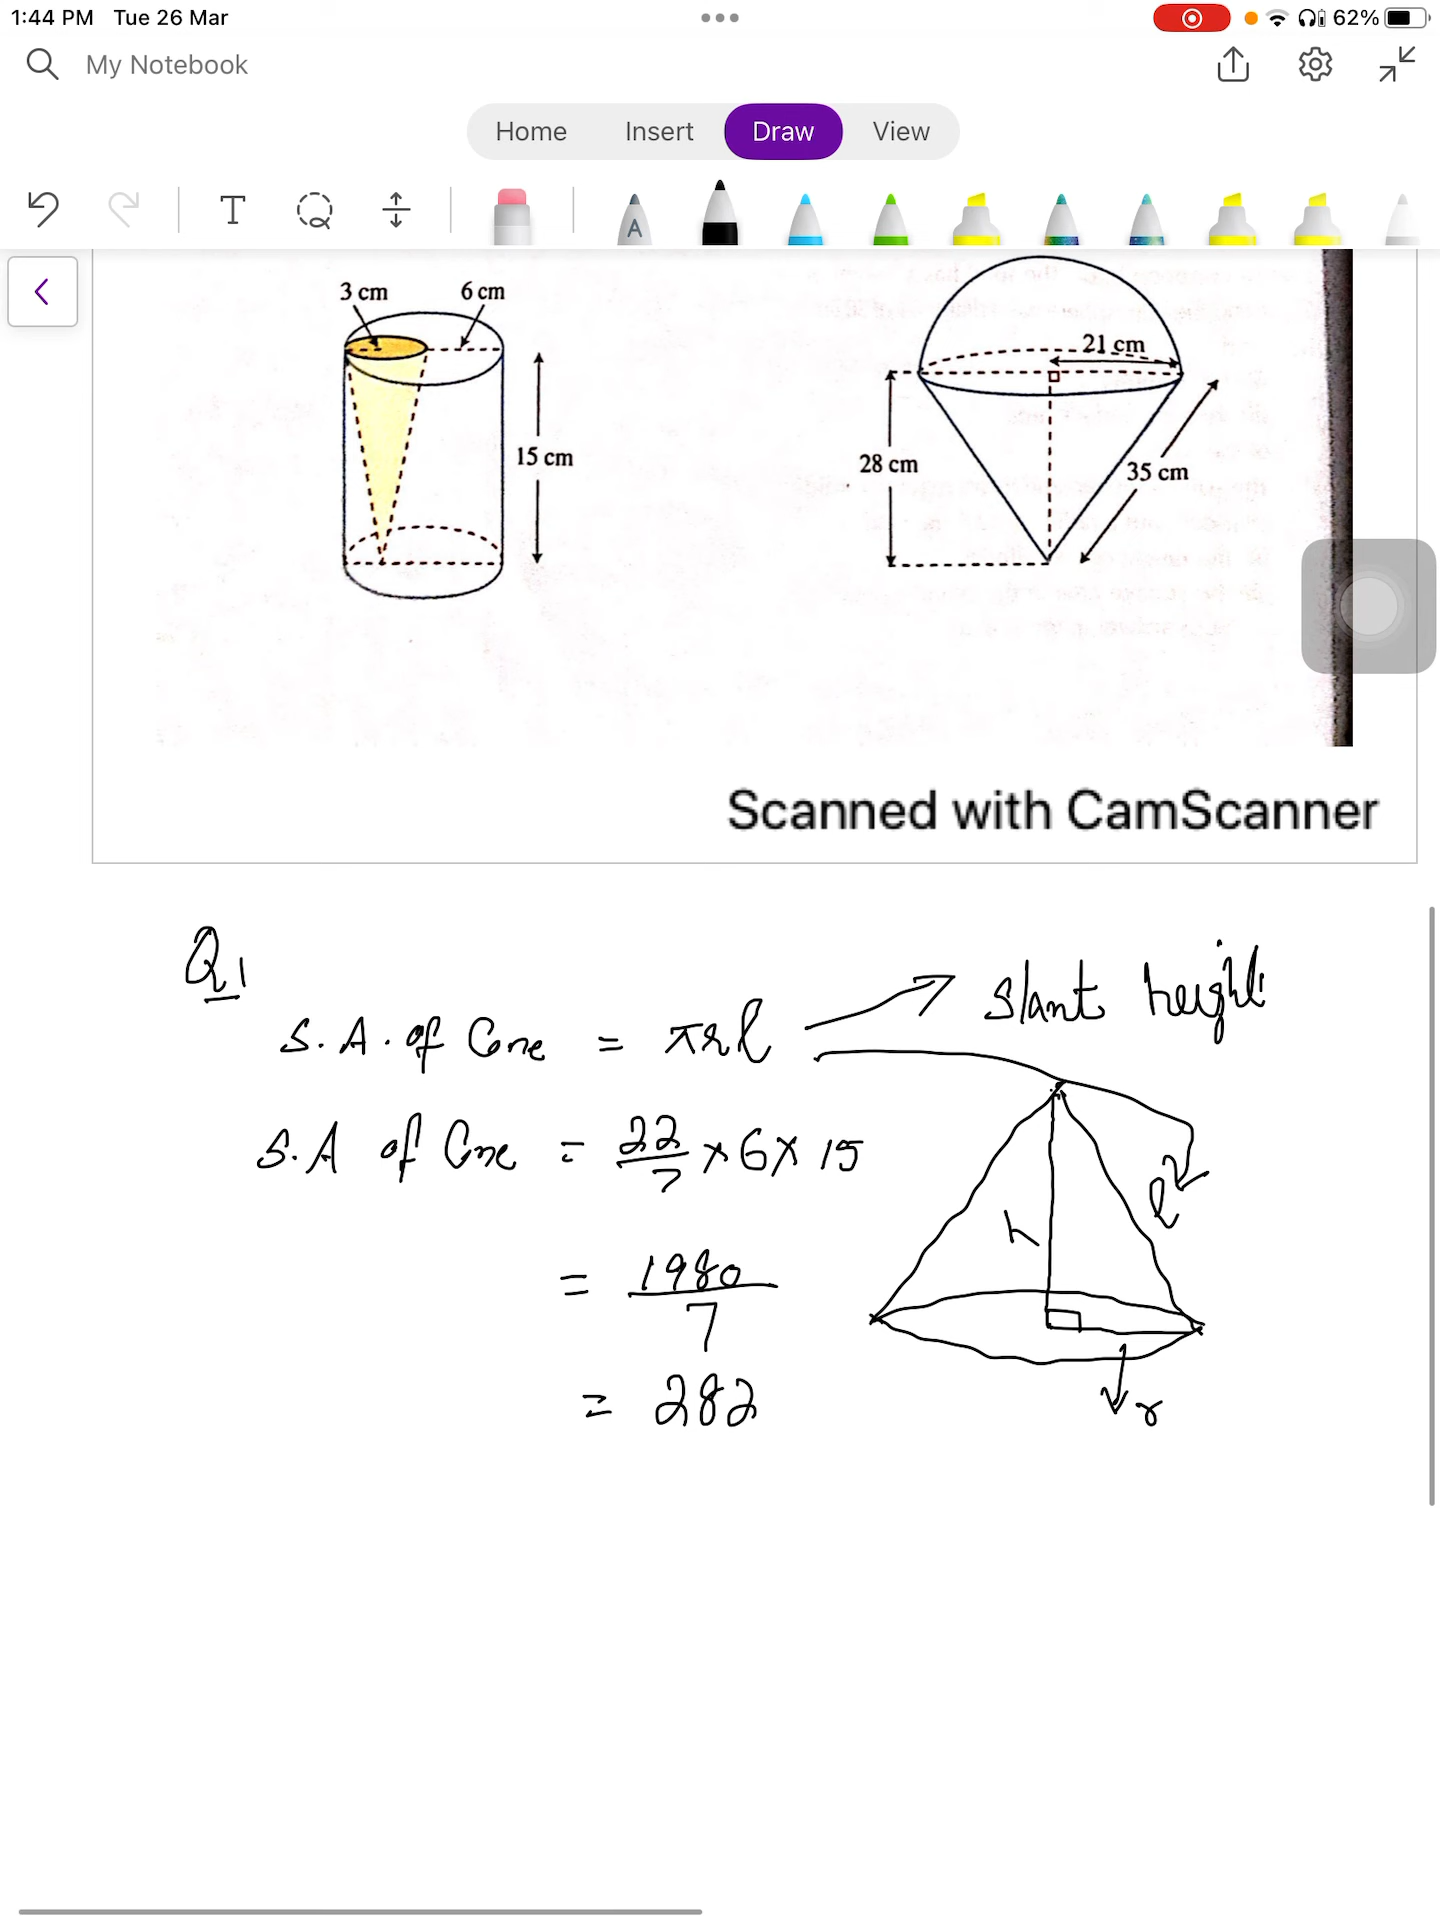 1:44 PM Tue 26 Mar
62%
My Notebook
Home Insert Draw View
T
A
3 cm 6 cm
15 cm
21 cm
28 cm
35 cm
Scanned with CamScanner
Q1
S.A. of Cone = πrl
slant height
S.A of Cone = 22/7 × 6 × 15
h
l
= 1980/7
= 282
r